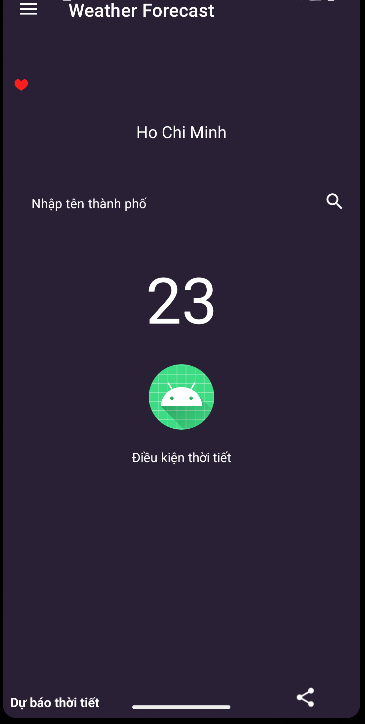 Weather Forecast
Ho Chi Minh
Nhập tên thành phố
23
Điều kiện thời tiết
Dự báo thời tiết